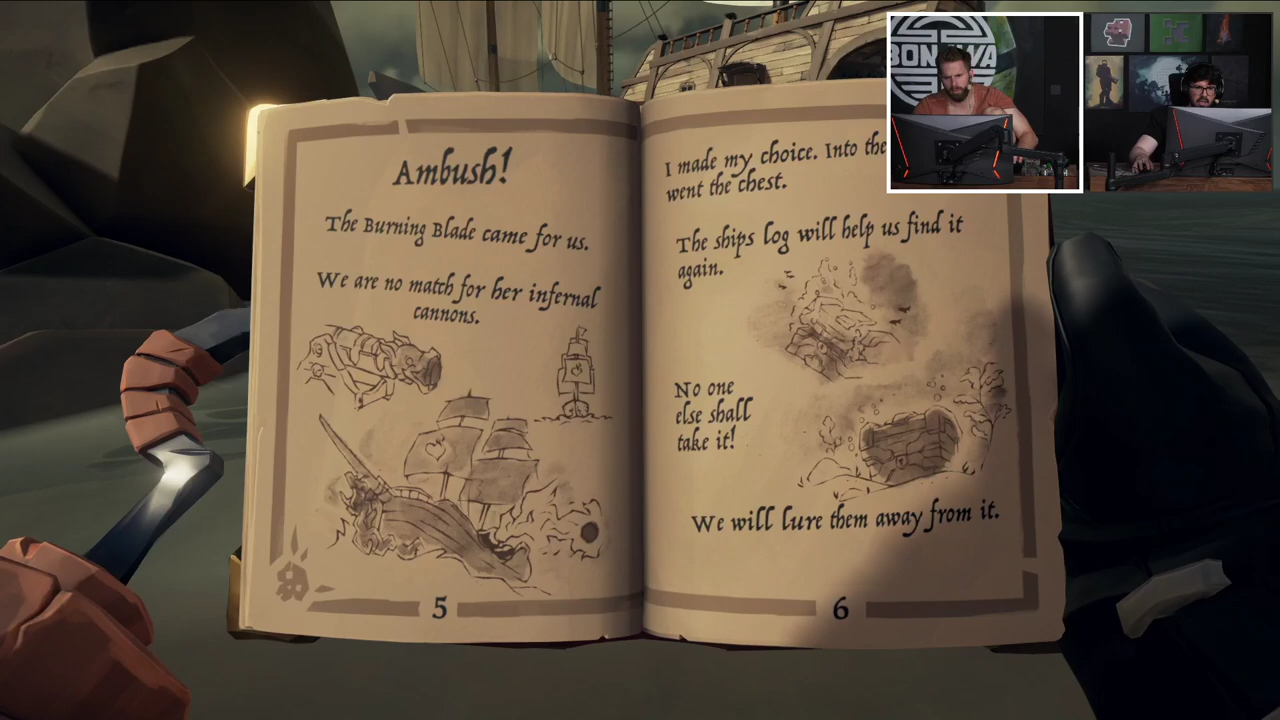 Ambush!
The Burning Blade came for us.
We are no match for her infernal
cannons.
5
I made my choice. Into the
went the chest.
The ships log will help us find it
again.
No one
else shall
take it!
We will lure them away from it.
6